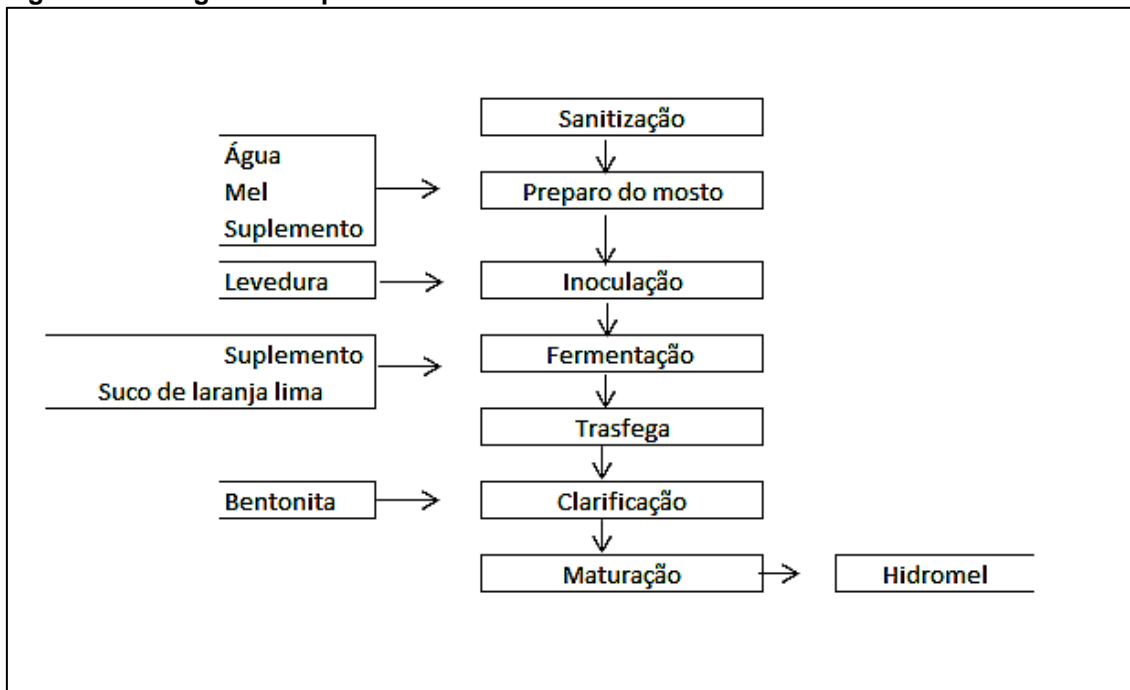 Sanitização
Água
Mel
Suplemento
Preparo do mosto
Levedura
Inoculação
Suplemento
Suco de laranja lima
Fermentação
Trasfega
Bentonita
Clarificação
Maturação
Hidromel